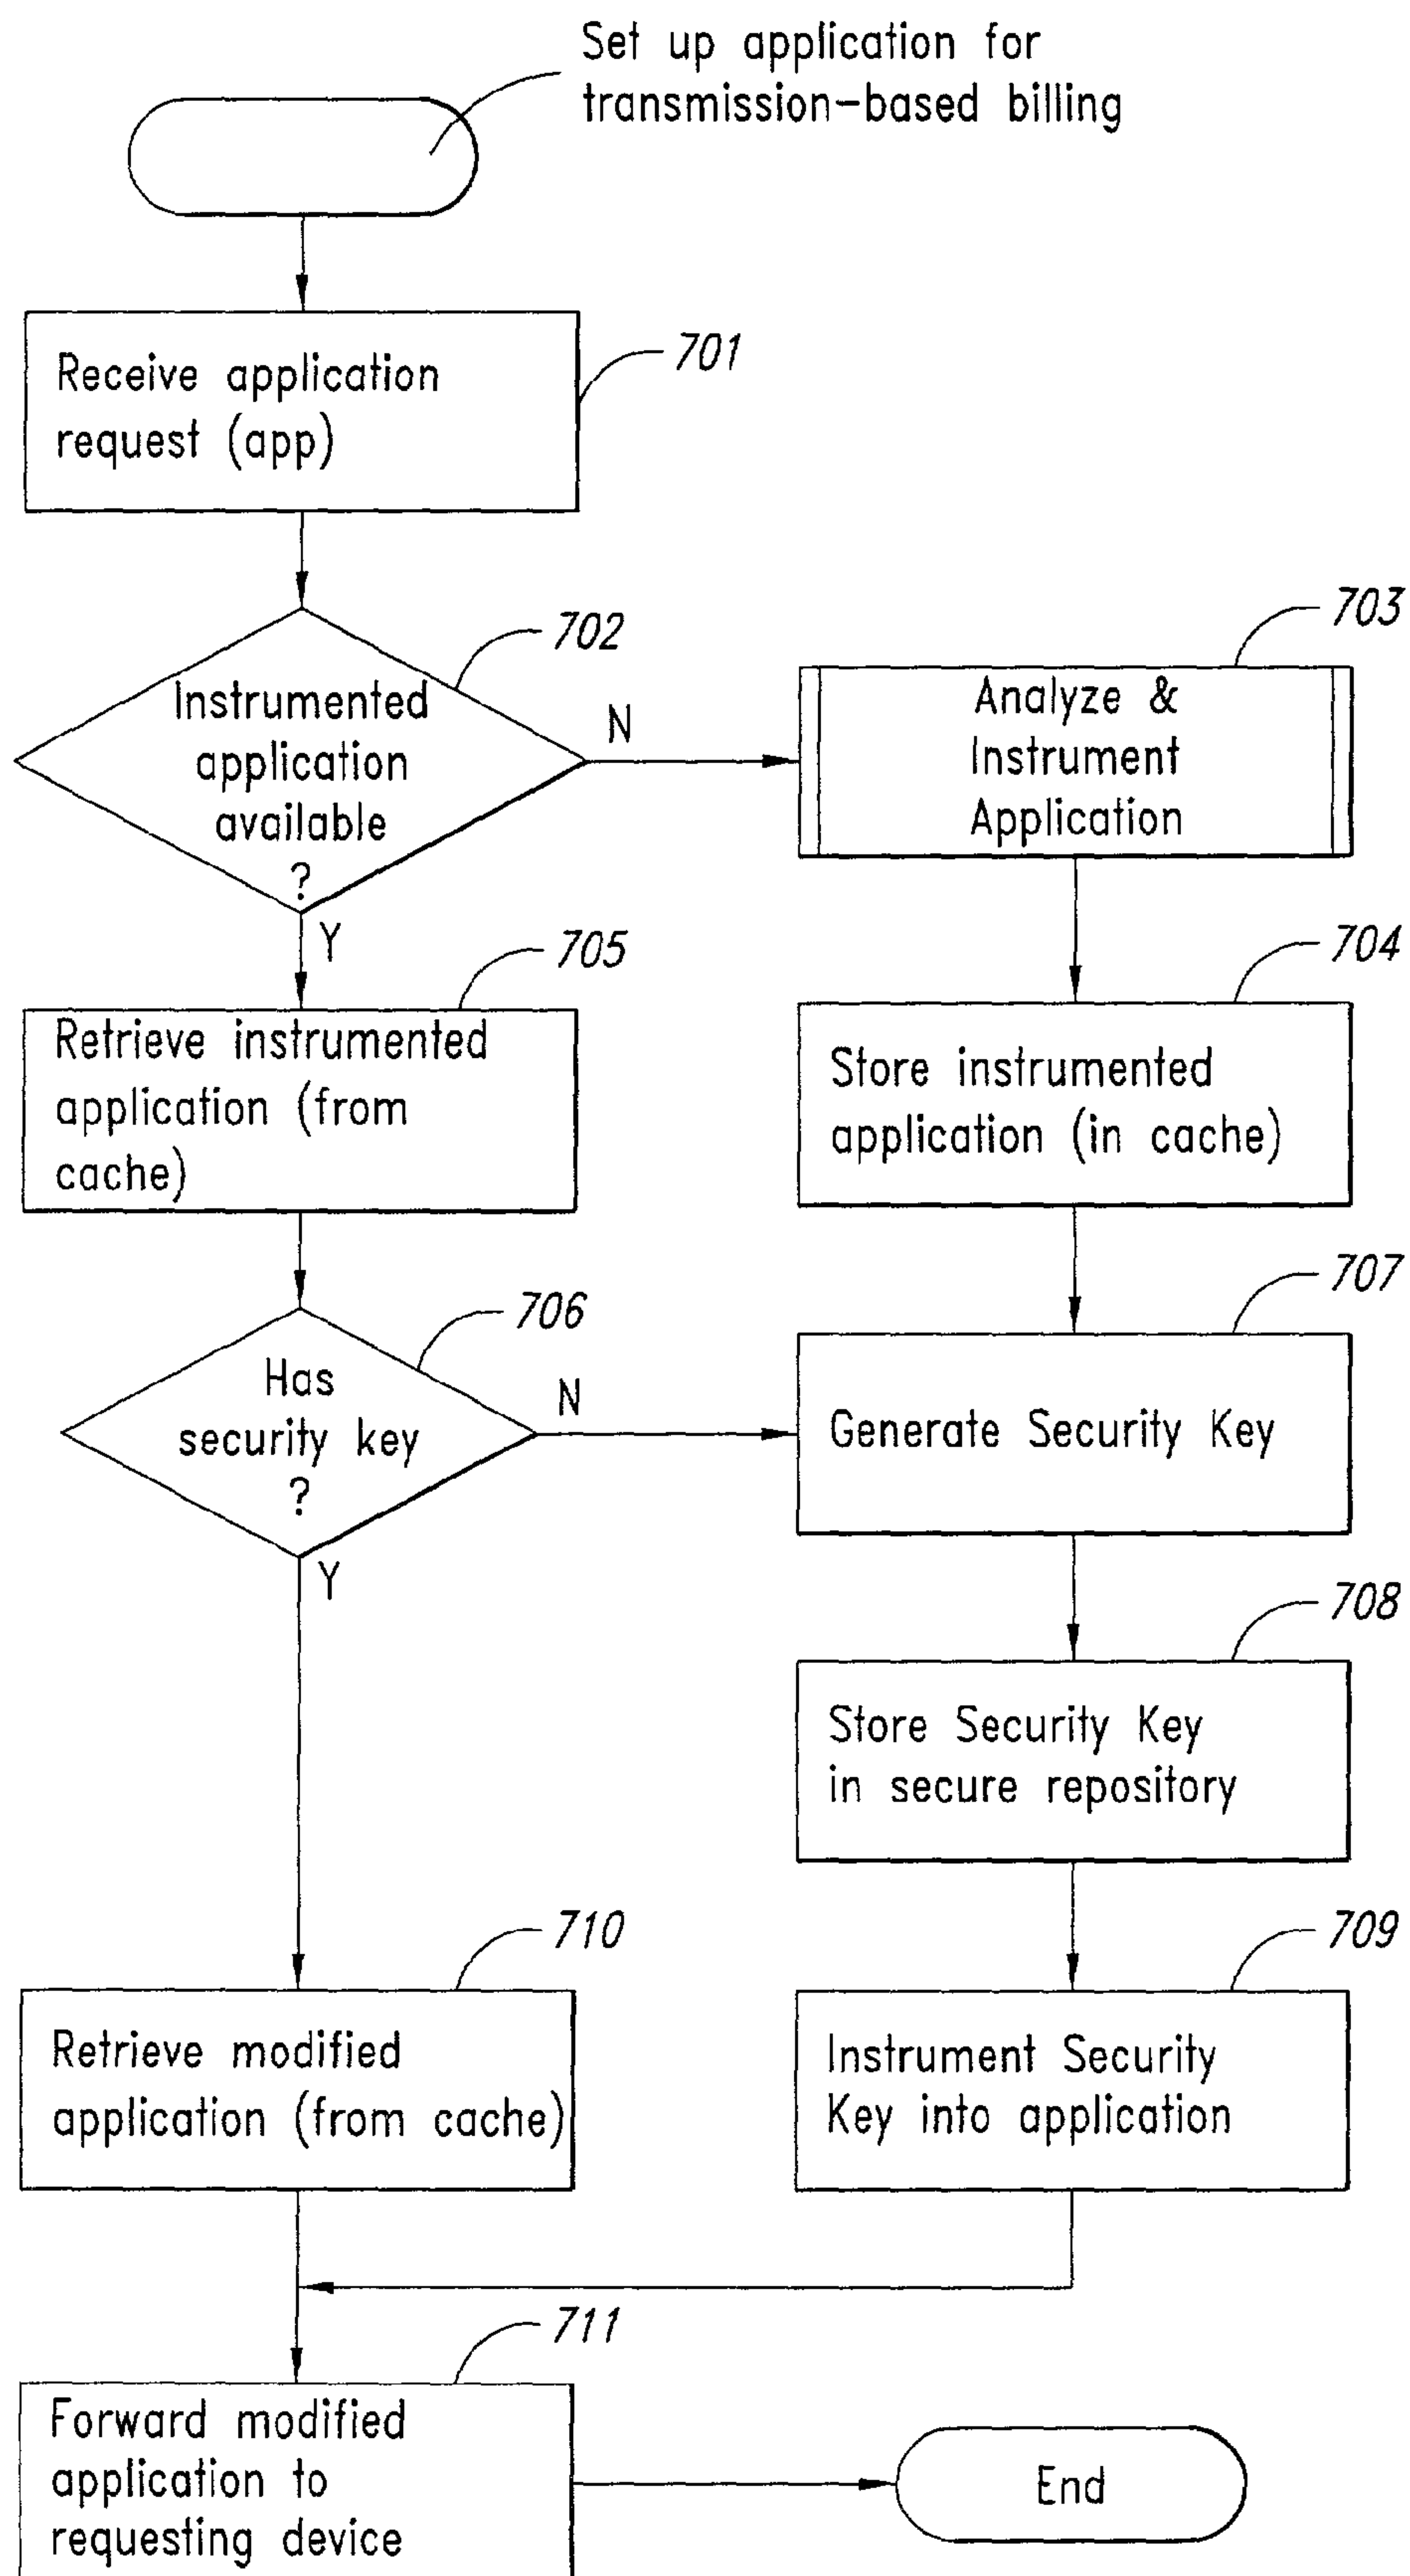 Set up application for
transmission-based billing
Receive application
request (app)
701
702
Instrumented
application
available
?
N
Y
703
Analyze &
Instrument
Application
705
Retrieve instrumented
application (from
cache)
704
Store instrumented
application (in cache)
706
Has
security key
?
N
Y
707
Generate Security Key
708
Store Security Key
in secure repository
710
Retrieve modified
application (from cache)
709
Instrument Security
Key into application
711
Forward modified
application to
requesting device
End